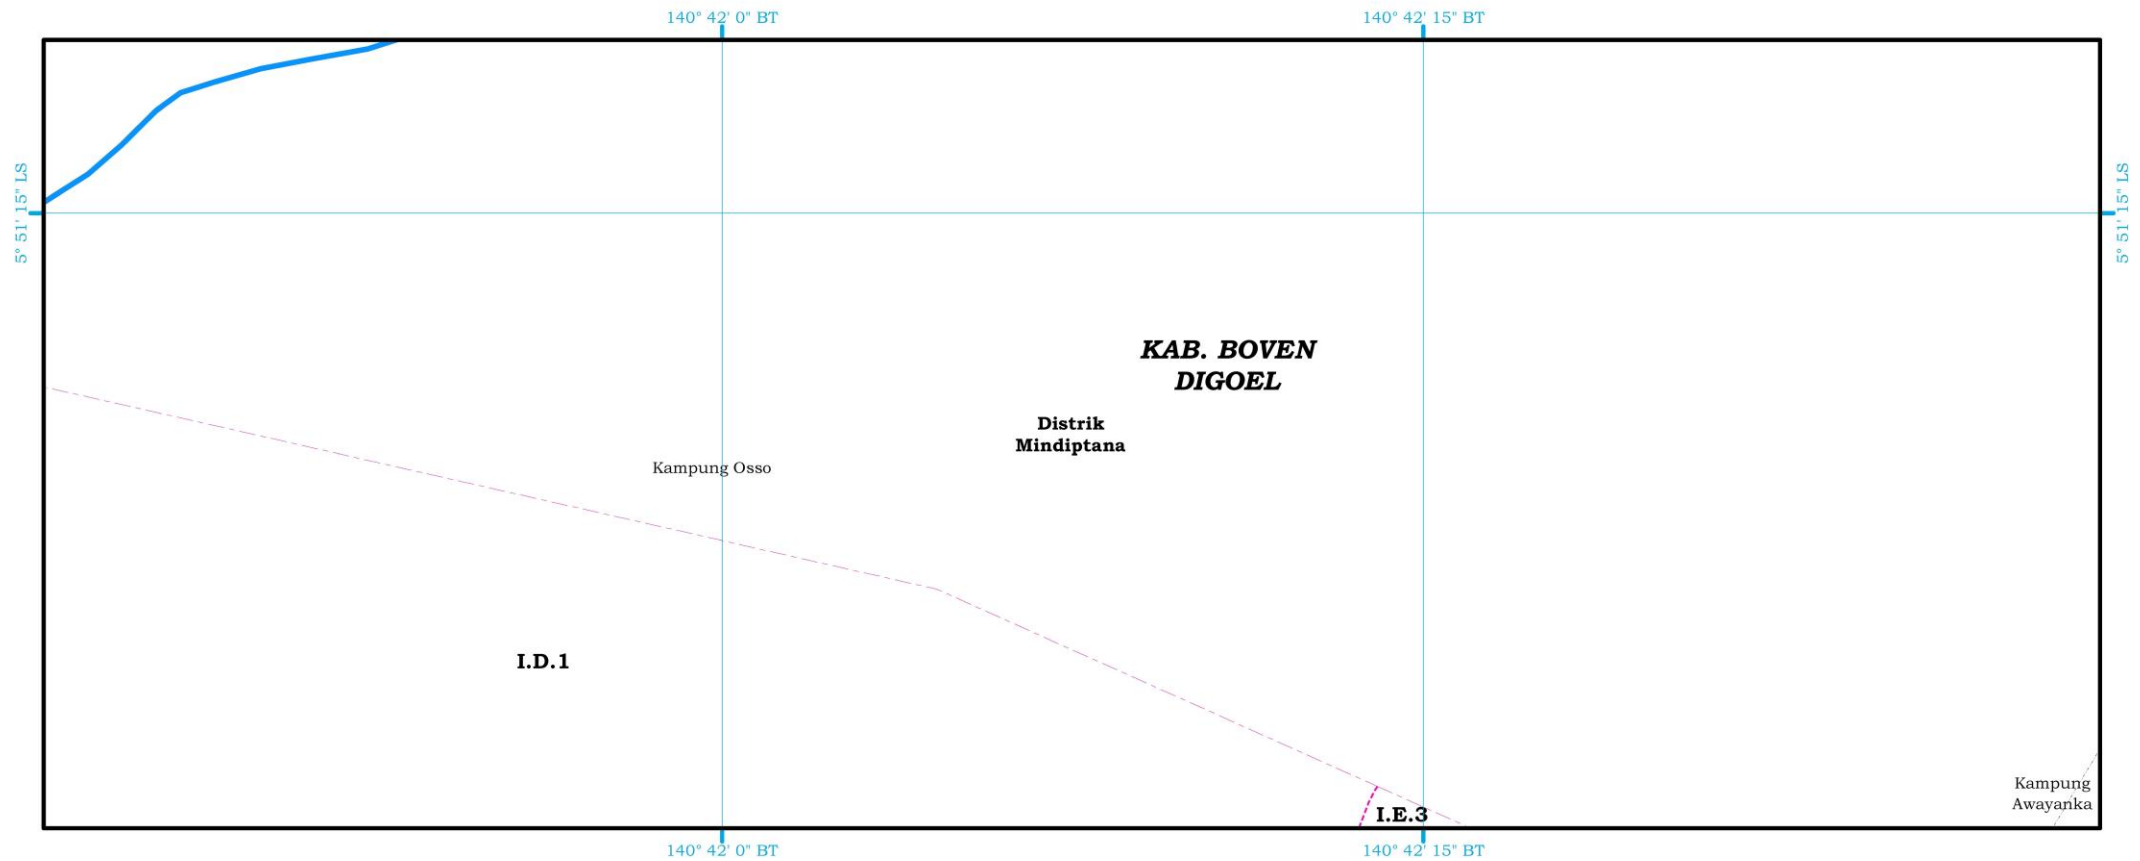 140° 42' 0" BT
140° 42' 15" BT
5° 51' 15" LS
5° 51' 15" LS
KAB. BOVEN
DIGOEL
Distrik
Mindiptana
Kampung Osso
I.D.1
Kampung
Awayanka
I.E.3
140° 42' 0" BT
140° 42' 15" BT